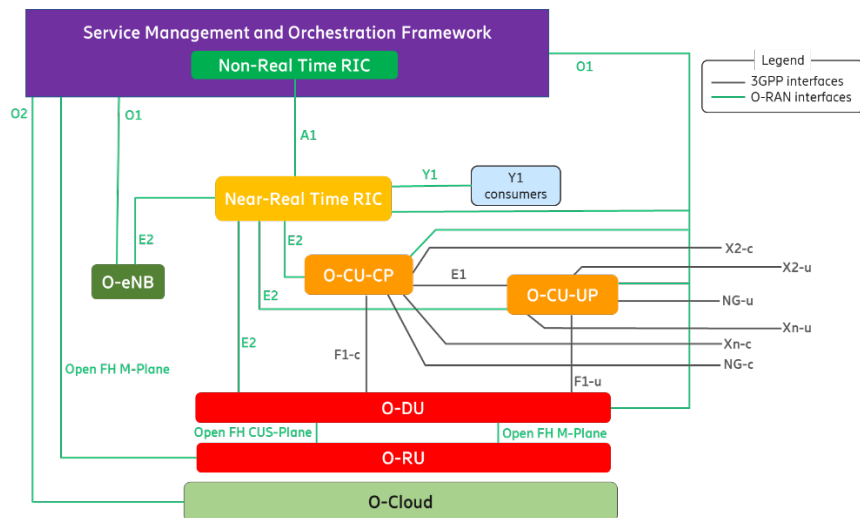 Service Management and Orchestration Framework
Non-Real Time RIC
O1
Legend
3GPP interfaces
O-RAN interfaces
O2
O1
A1
Y1
Y1
consumers
Near-Real Time RIC
E2
E2
O-eNB
O-CU-CP
E1
X2-c
X2-u
O-CU-UP
E2
NG-u
Xn-u
E2
Xn-c
F1-c
NG-c
Open FH M-Plane
F1-u
O-DU
Open FH CUS-Plane
Open FH M-Plane
O-RU
O-Cloud